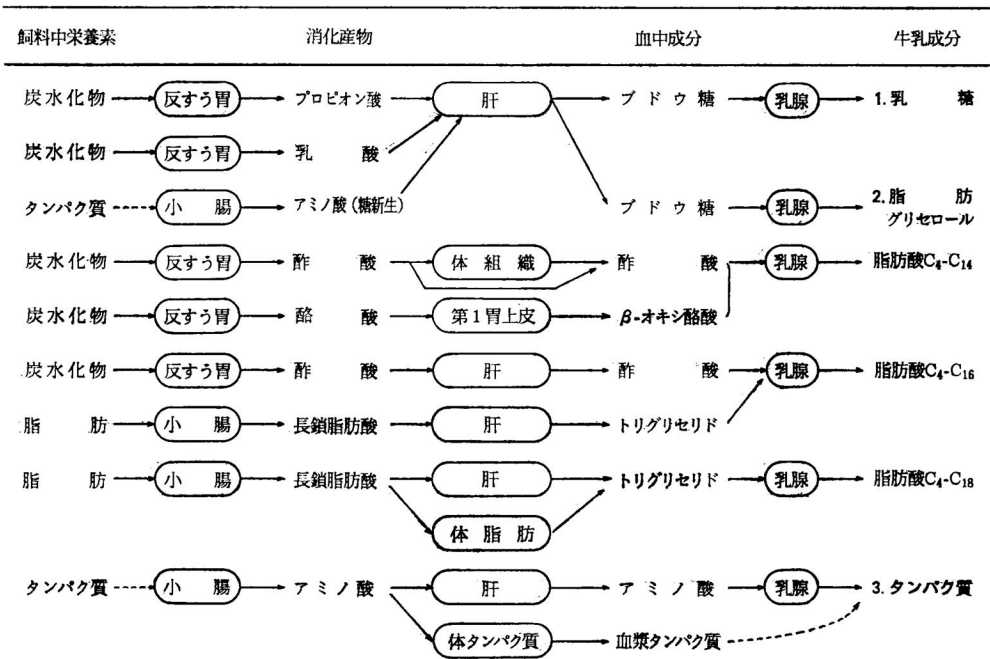 飼料中栄養素 消化産物 血中成分 牛乳成分
炭水化物 反すう胃 プロピオン酸 肝 ブドウ糖 乳腺 1. 乳糖
炭水化物 反すう胃 乳酸
タンパク質 小腸 アミノ酸(糖新生) ブドウ糖 乳腺 2. 脂肪
グリセロール
炭水化物 反すう胃 酢酸 体組織 酢酸 乳腺 脂肪酸C₄-C₁₄
炭水化物 反すう胃 酪酸 第1胃上皮 β-オキシ酪酸
炭水化物 反すう胃 酢酸 肝 酢酸 乳腺 脂肪酸C₄-C₁₆
脂肪 小腸 長鎖脂肪酸 肝 トリグリセリド
脂肪 小腸 長鎖脂肪酸 肝 トリグリセリド 乳腺 脂肪酸C₄-C₁₈
体脂肪
タンパク質 小腸 アミノ酸 肝 アミノ酸 乳腺 3. タンパク質
体タンパク質 血漿タンパク質